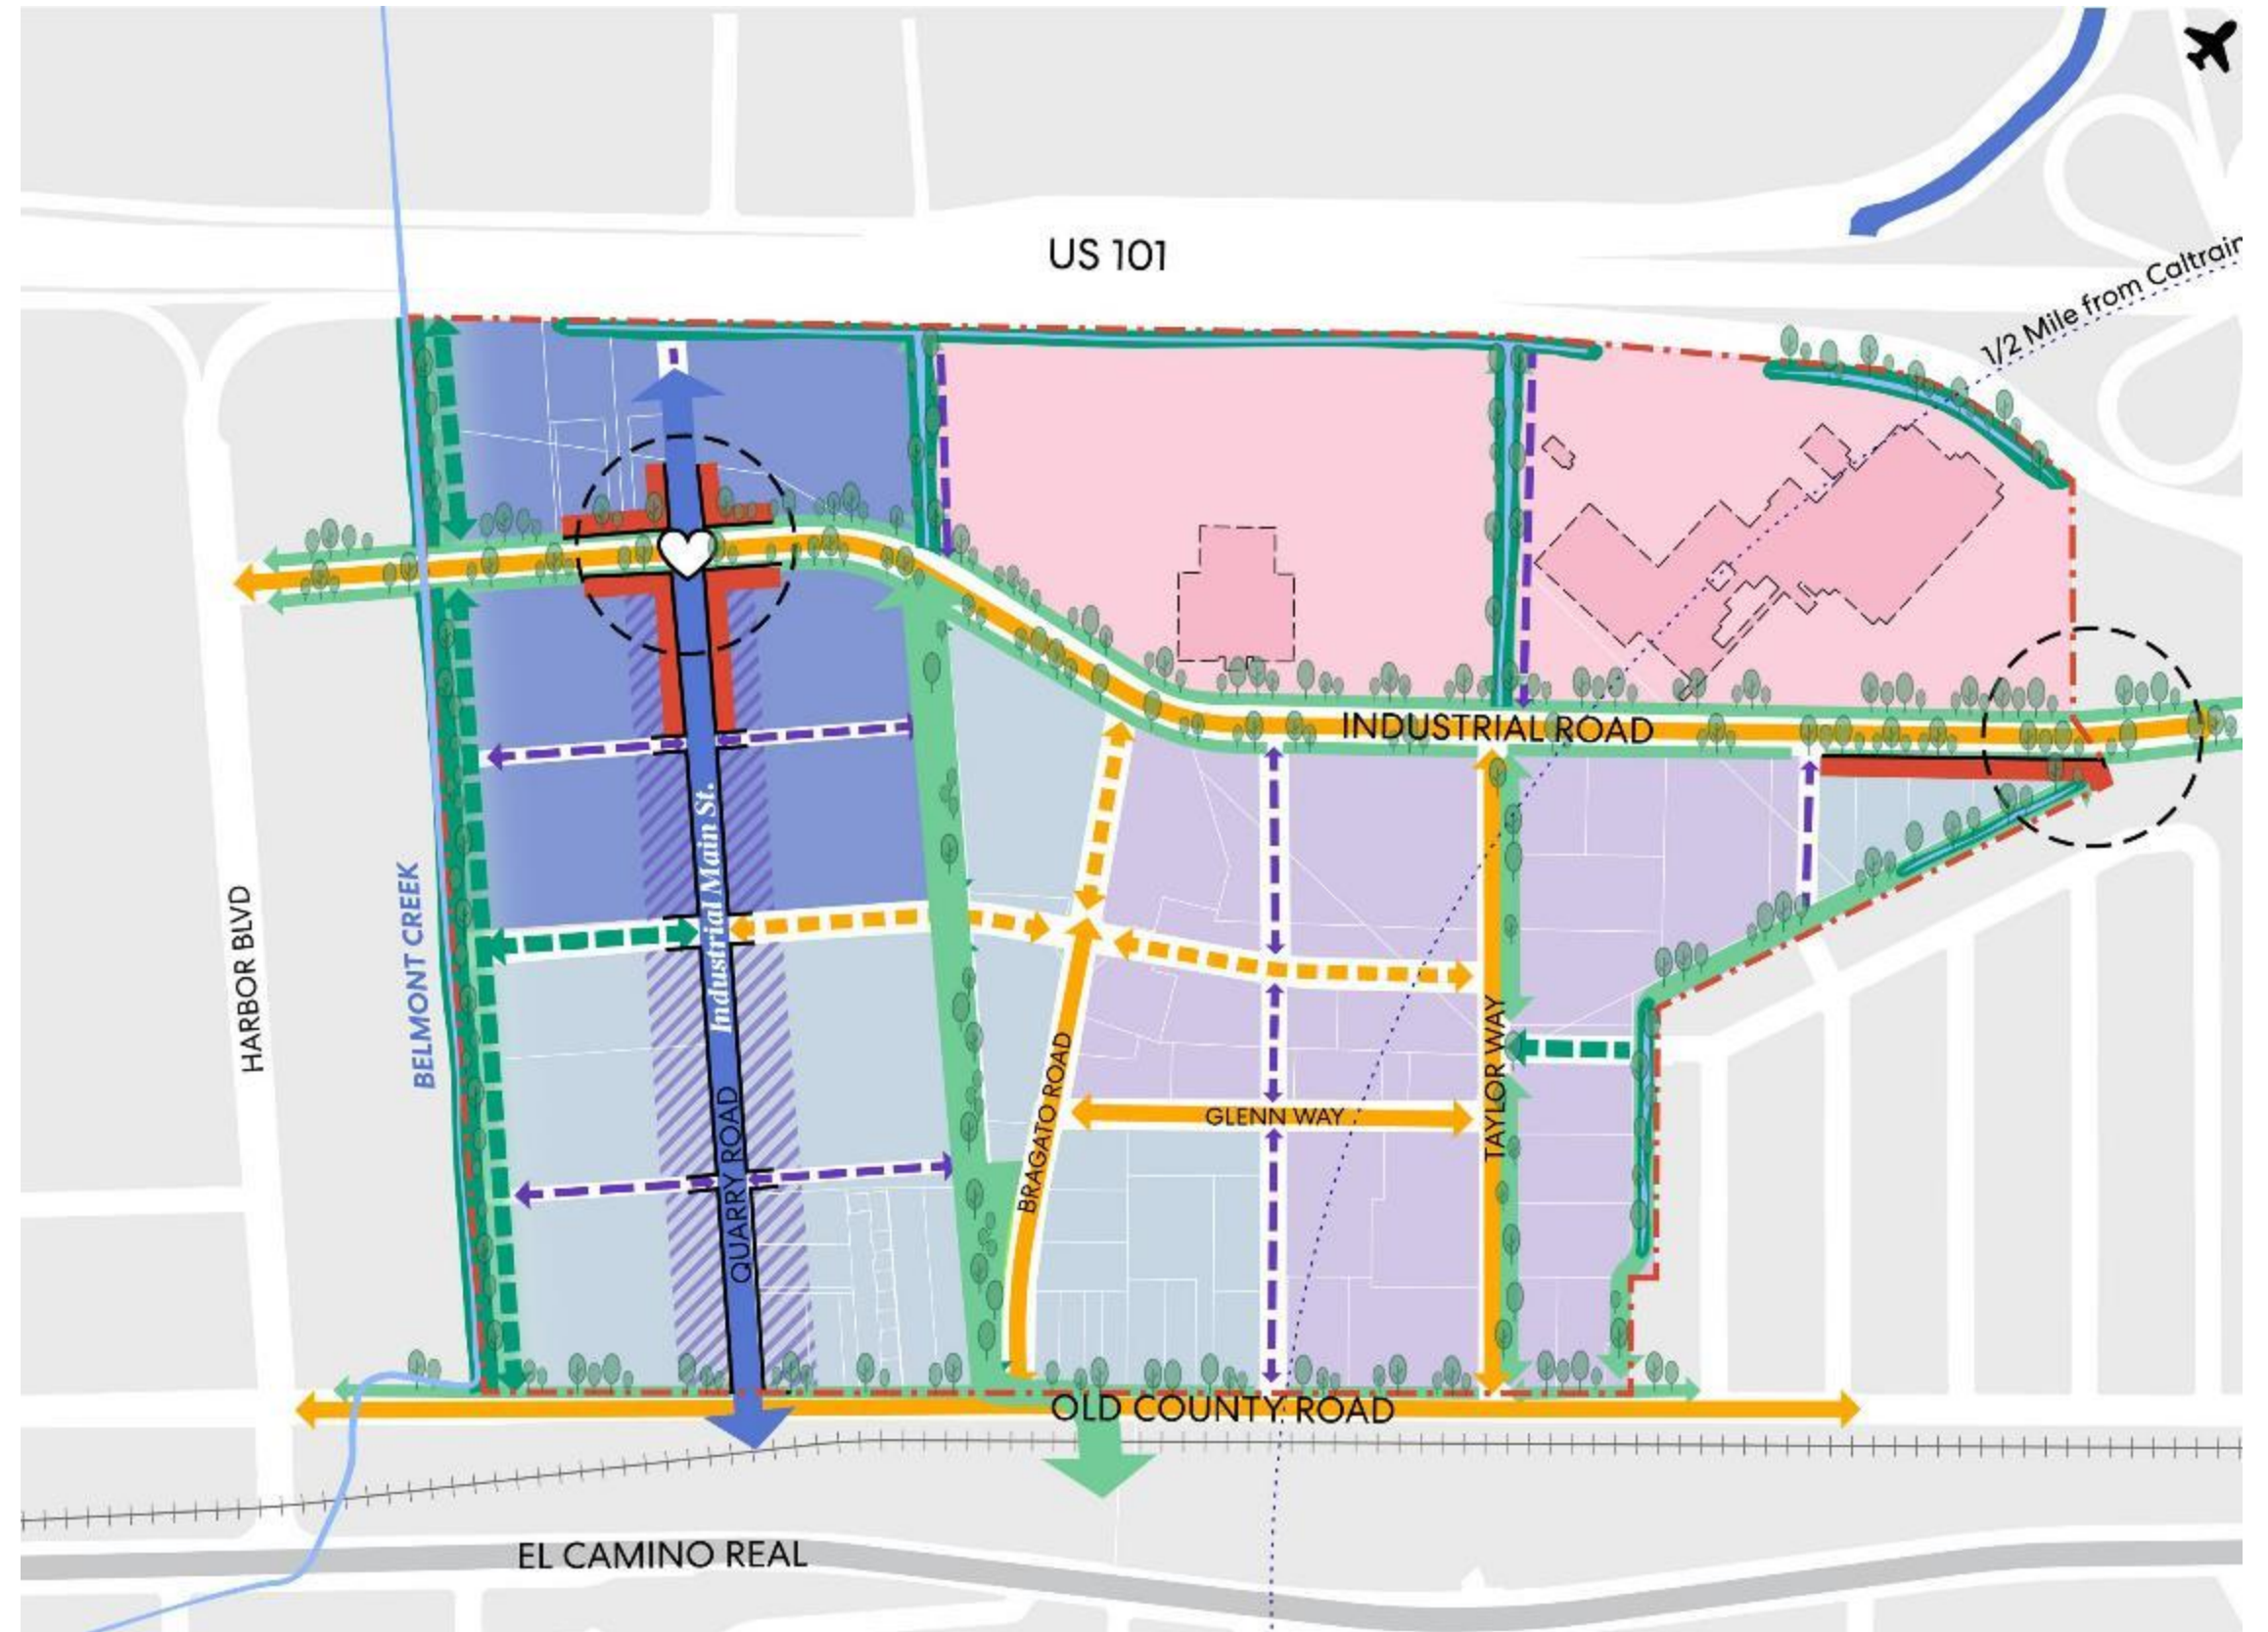 US 101
1/2 Mile from Caltrain
INDUSTRIAL ROAD
Industrial Main St.
HARBOR BLVD
BELMONT CREEK
QUARRY ROAD
BRAGATO ROAD
GLENN WAY
TAYLOR WAY
OLD COUNTY ROAD
EL CAMINO REAL